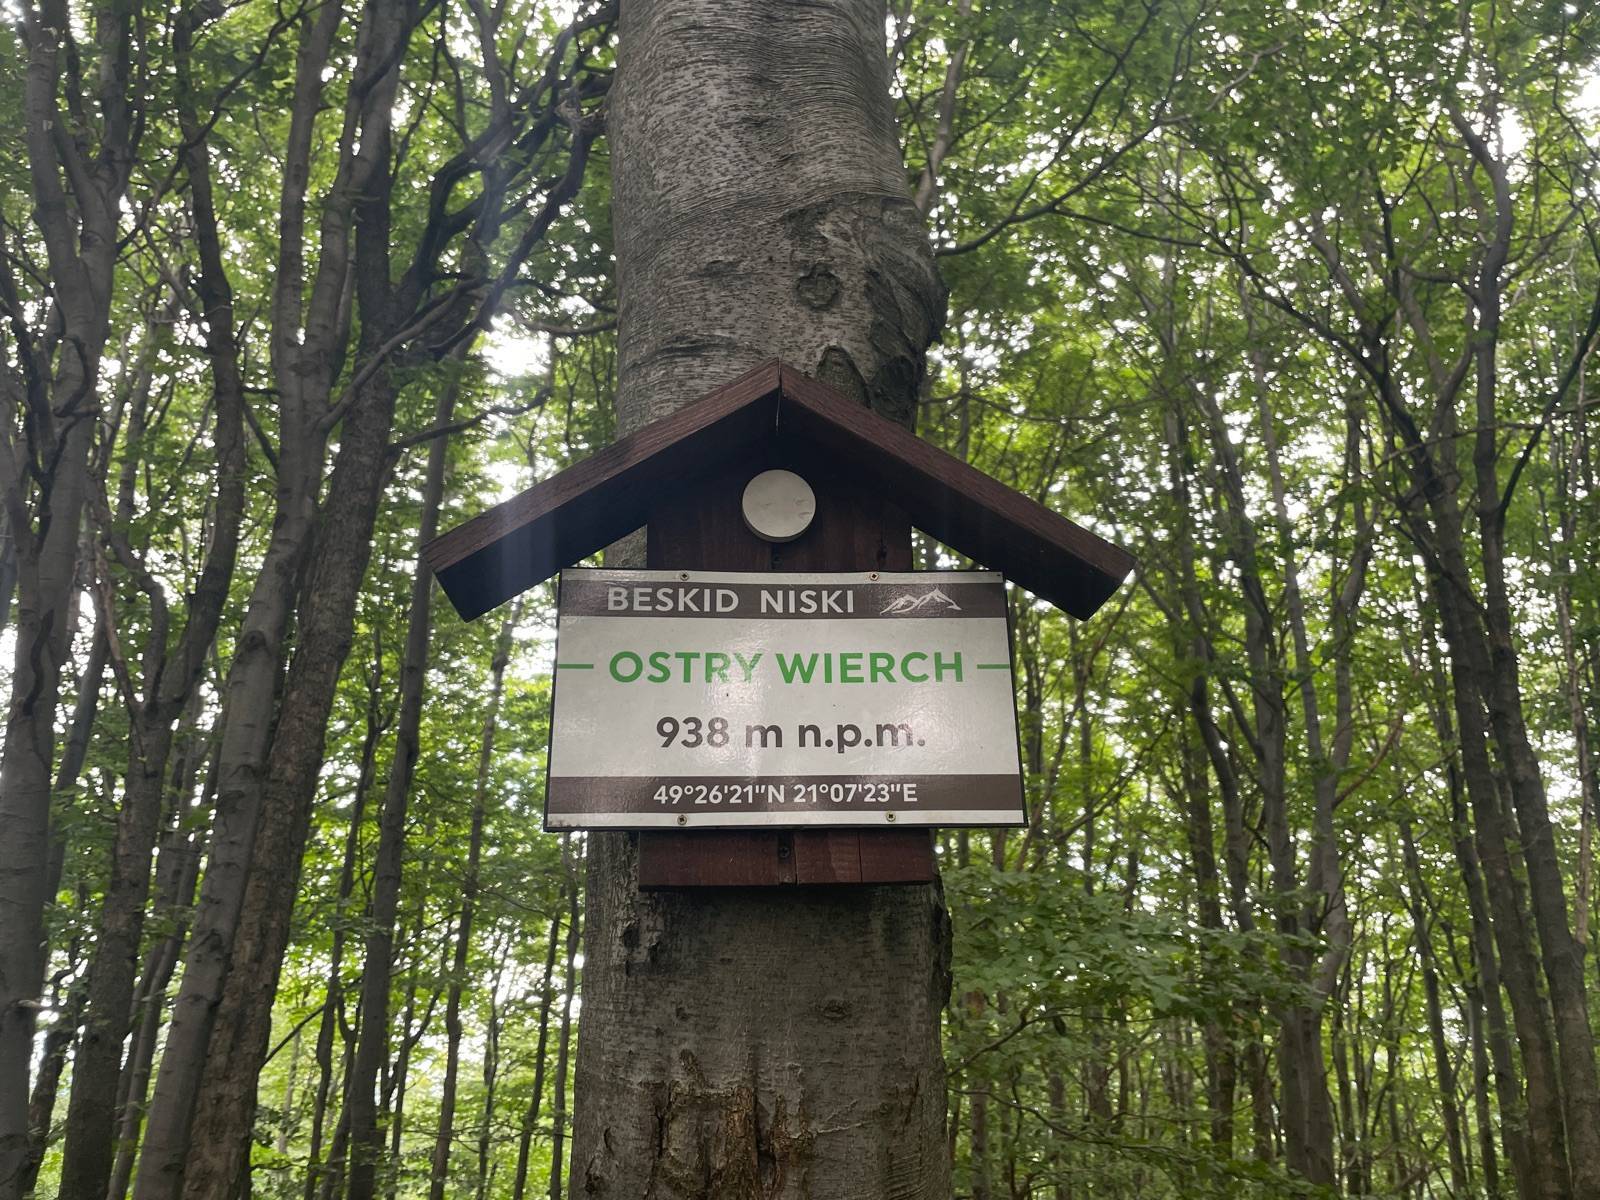 BESKID NISKI
OSTRY WIERCH
938 m n.p.m.
49°26'21"N 21°07'23"E